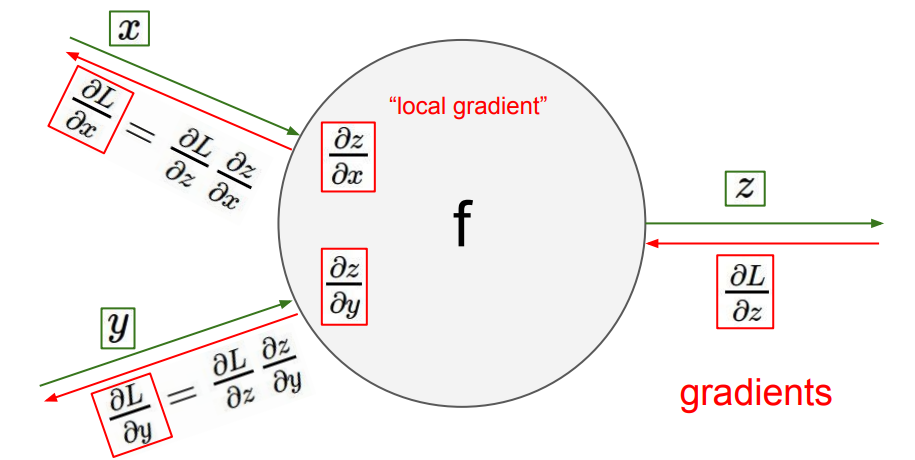 x
∂L/∂x = ∂L/∂z ∂z/∂x
“local gradient”
∂z/∂x
f
z
∂z/∂y
∂L/∂z
y
∂L/∂y = ∂L/∂z ∂z/∂y
gradients